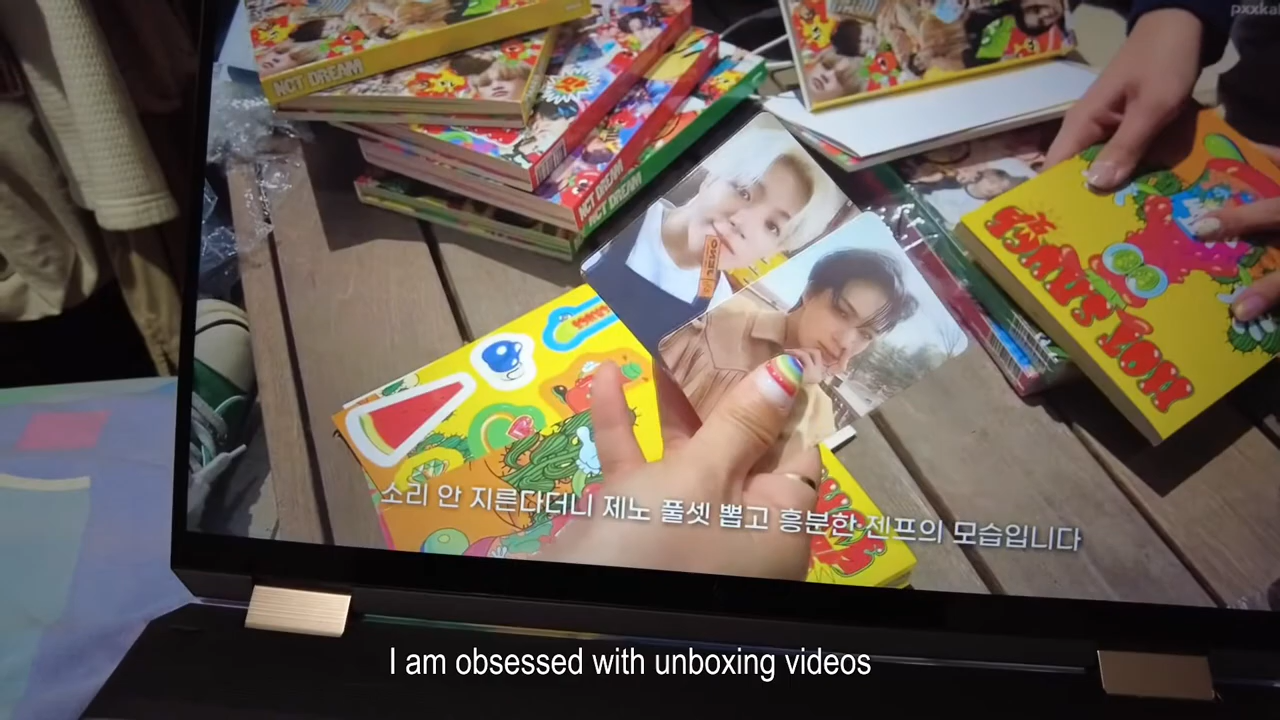 pxxkal
NCT DREAM
NCT DREAM
NCT DREAM
소리 안 지른다더니 제노 풀셋 뽑고 흥분한 젠프의 모습입니다
I am obsessed with unboxing videos